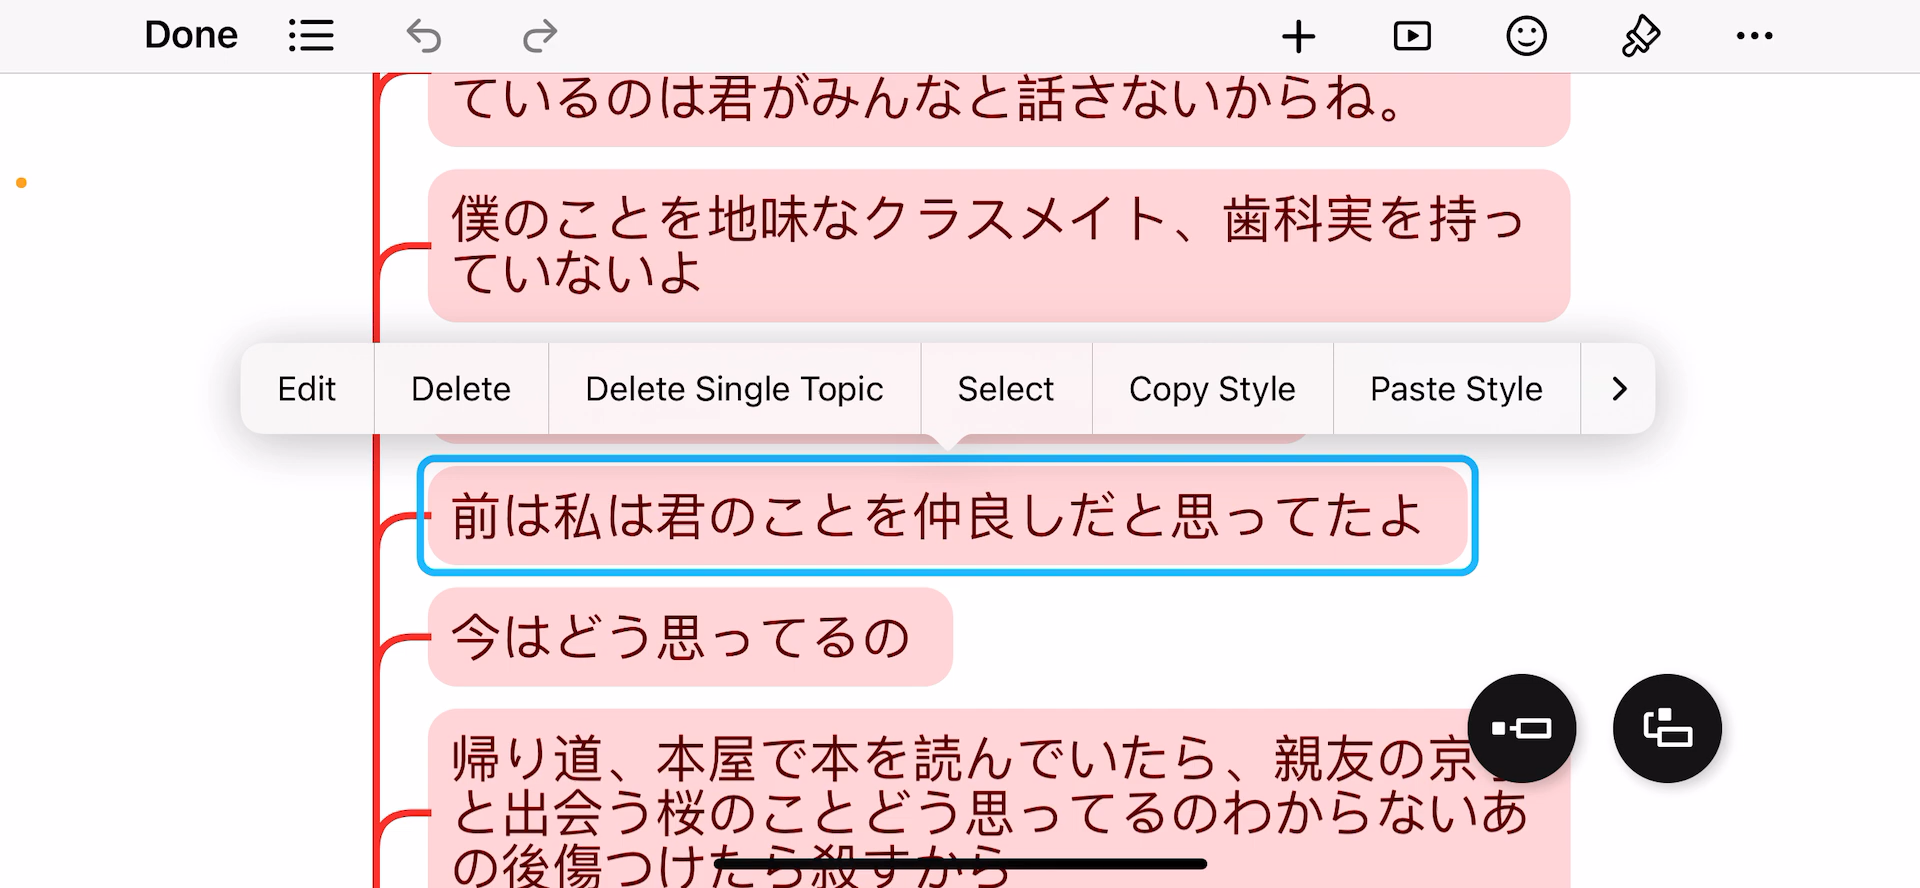 Done
ているのは君がみんなと話さないからね。
僕のことを地味なクラスメイト、歯科実を持っ
ていないよ
Edit
Delete
Delete Single Topic
Select
Copy Style
Paste Style
前は私は君のことを仲良しだと思ってたよ
今はどう思ってるの
帰り道、本屋で本を読んでいたら、親友の京
と出会う桜のことどう思ってるのわからないあ
の後傷つけたら殺すから